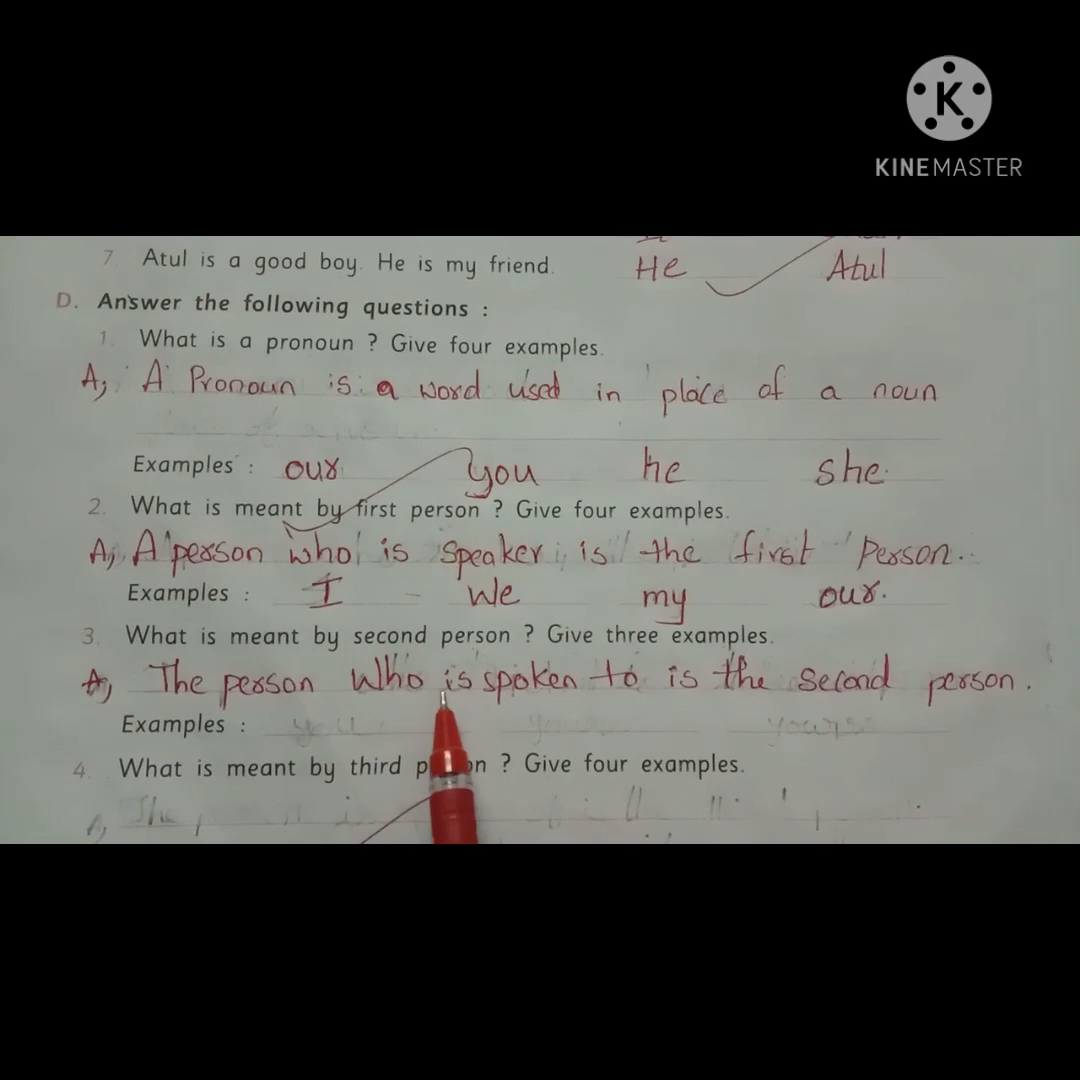 KINEMASTER
7. Atul is a good boy. He is my friend. He Atul
D. Answer the following questions :
1. What is a pronoun ? Give four examples.
A, A Pronoun is a word used in place of a noun
Examples : our you he she.
2. What is meant by first person ? Give four examples.
A, A person who is speaker is the first Person.
Examples : I We my our.
3. What is meant by second person ? Give three examples.
A, The person Who is spoken to is the second person.
Examples : you yours
4. What is meant by third ? Give four examples.
A, The